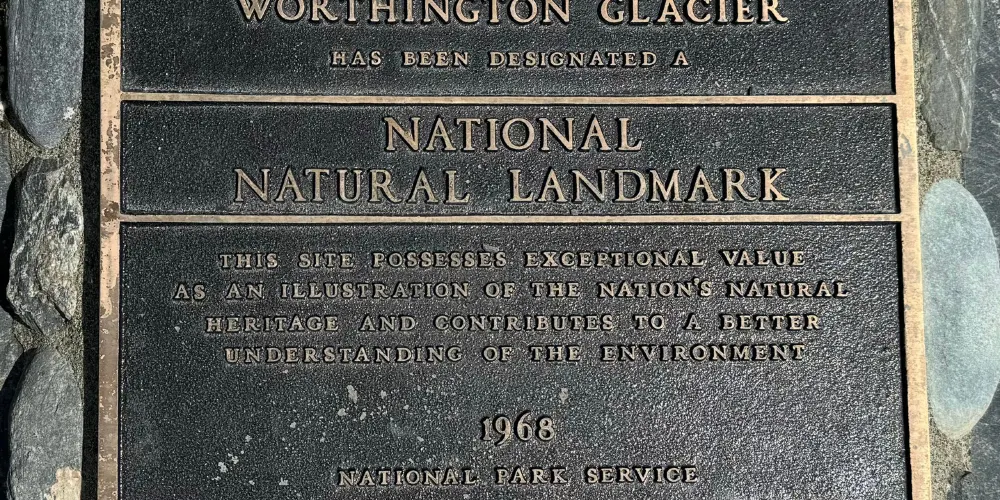 WORTHINGTON GLACIER
HAS BEEN DESIGNATED A
NATIONAL
NATURAL LANDMARK
THIS SITE POSSESSES EXCEPTIONAL VALUE
AS AN ILLUSTRATION OF THE NATION'S NATURAL
HERITAGE AND CONTRIBUTES TO A BETTER
UNDERSTANDING OF THE ENVIRONMENT
1968
NATIONAL PARK SERVICE